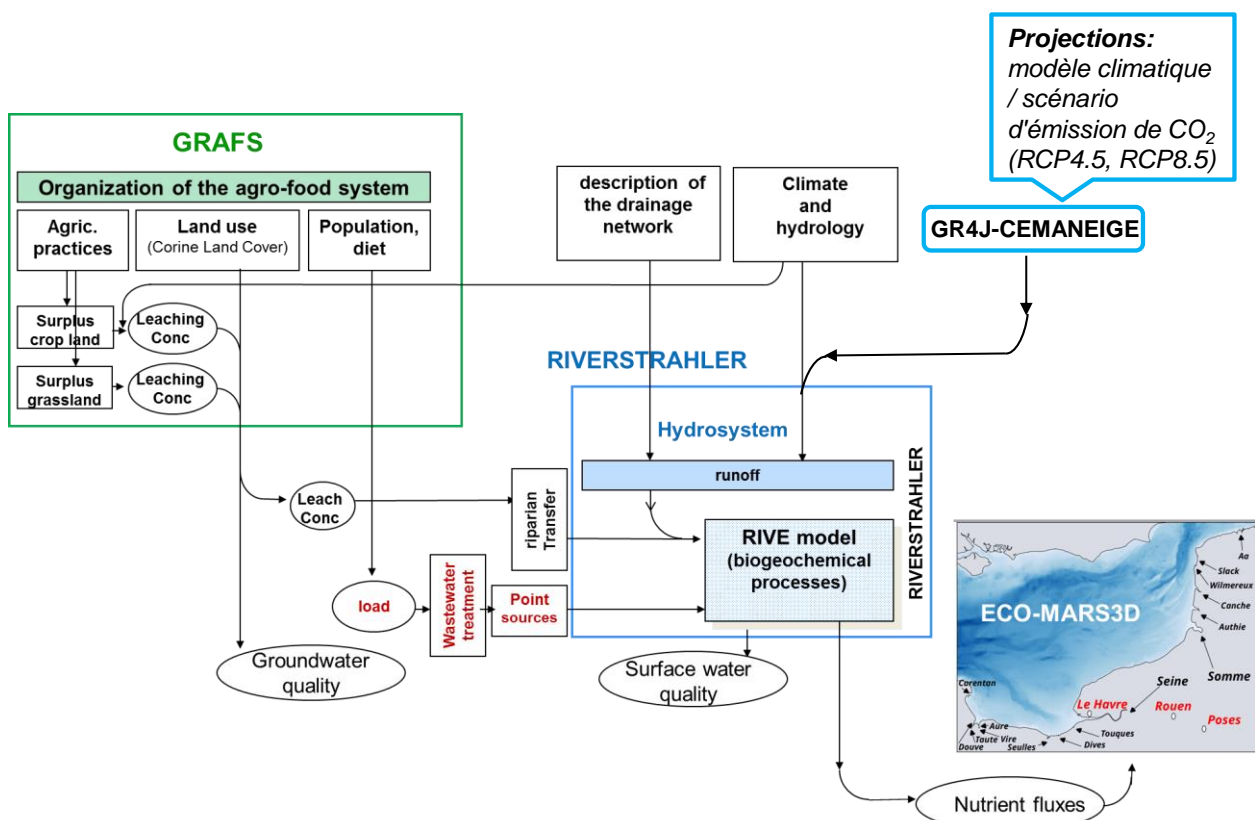 Projections:
modèle climatique
/ scénario
d'émission de CO₂
(RCP4.5, RCP8.5)
GR4J-CEMANEIGE
GRAFS
Organization of the agro-food system
Agric.
practices
Land use
(Corine Land Cover)
Population,
diet
description of
the drainage
network
Climate
and
hydrology
Surplus
crop land
Leaching
Conc
Surplus
grassland
Leaching
Conc
RIVERSTRAHLER
Hydrosystem
runoff
RIVERSTRAHLER
Leach
Conc
riparian
Transfer
RIVE model
(biogeochemical
processes)
load
Wastewater
treatment
Point
sources
Groundwater
quality
Surface water
quality
Nutrient fluxes
ECO-MARS3D
Aa
Slack
Wilmereux
Canche
Authie
Somme
Seine
Le Havre
Rouen
Poses
Carentan
Aure
Taute Vire
Douve
Seulles
Dives
Touques